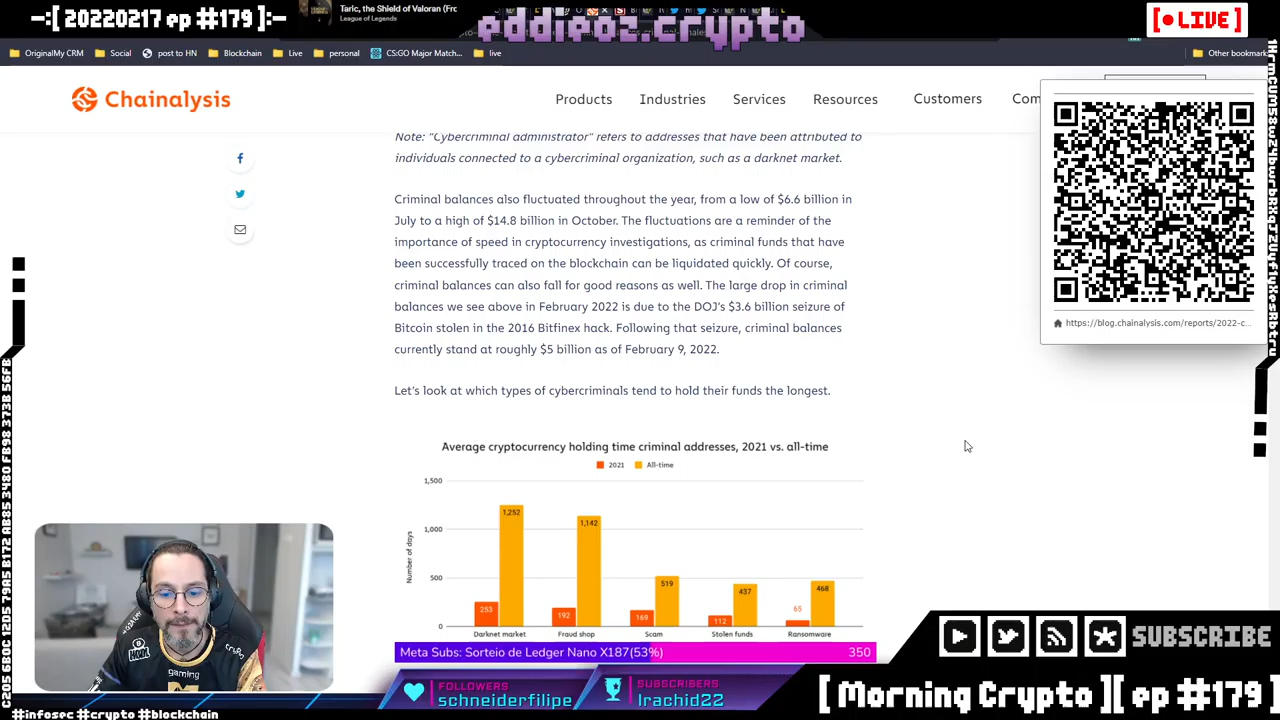 -:[ 20220217 ep #179 ]:-
Taric, the Shield of Valoran (Frc
League of Legends
eddieoz.crypto
[ LIVE ]
OriginalMy CRM
Social
post to HN
Blockchain
Live
personal
CS:GO Major Match...
live
Other bookmark
Chainalysis
Products
Industries
Services
Resources
Customers
Com
Note: "Cybercriminal administrator" refers to addresses that have been attributed to
individuals connected to a cybercriminal organization, such as a darknet market.
Criminal balances also fluctuated throughout the year, from a low of $6.6 billion in
July to a high of $14.8 billion in October. The fluctuations are a reminder of the
importance of speed in cryptocurrency investigations, as criminal funds that have
been successfully traced on the blockchain can be liquidated quickly. Of course,
criminal balances can also fall for good reasons as well. The large drop in criminal
balances we see above in February 2022 is due to the DOJ's $3.6 billion seizure of
Bitcoin stolen in the 2016 Bitfinex hack. Following that seizure, criminal balances
currently stand at roughly $5 billion as of February 9, 2022.
Let's look at which types of cybercriminals tend to hold their funds the longest.
https://blog.chainalysis.com/reports/2022-c...
Average cryptocurrency holding time criminal addresses, 2021 vs. all-time
2021
All-time
Number of days
1,500
1,000
500
0
253
1,252
192
1,142
169
519
112
437
65
468
Darknet market
Fraud shop
Scam
Stolen funds
Ransomware
gaming
Meta Subs: Sorteio de Ledger Nano X187(53%)
350
FOLLOWERS
schneiderfilipe
SUBSCRIBERS
lrachid22
SUBSCRIBE
[ Morning Crypto ][ ep #179 ]
#infosec #crypto #blockchain